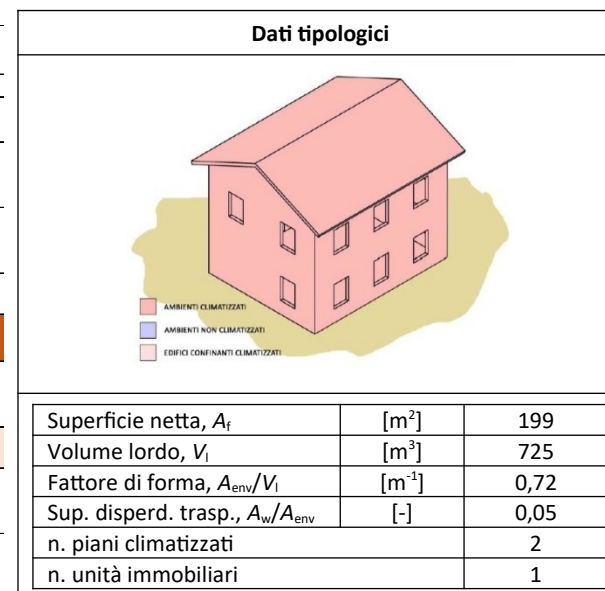 Dati tipologici
AMBIENTI CLIMATIZZATI
AMBIENTI NON CLIMATIZZATI
EDIFICI CONFINANTI CLIMATIZZATI
Superficie netta, Af [m²] 199
Volume lordo, Vl [m³] 725
Fattore di forma, Aenv/Vl [m⁻¹] 0,72
Sup. disperd. trasp., Aw/Aenv [-] 0,05
n. piani climatizzati 2
n. unità immobiliari 1